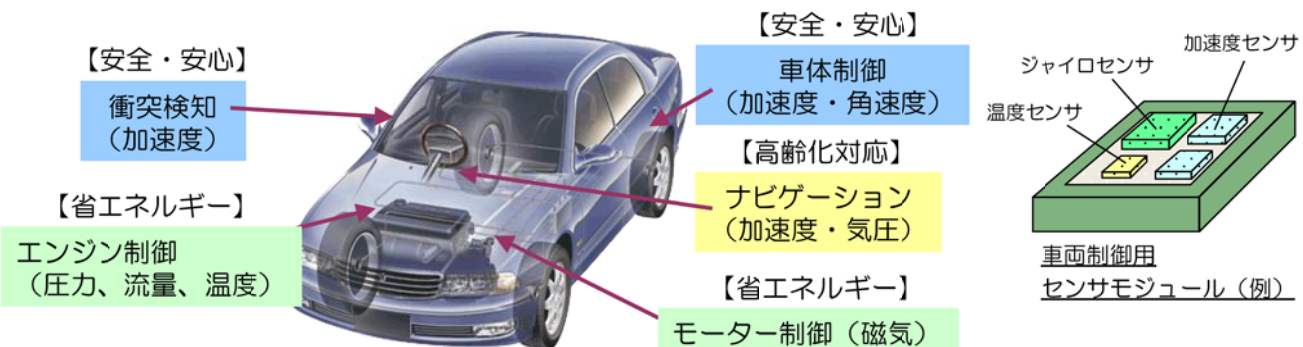 【安全・安心】
衝突検知
(加速度)
【省エネルギー】
エンジン制御
(圧力、流量、温度)
【安全・安心】
車体制御
(加速度・角速度)
【高齢化対応】
ナビゲーション
(加速度・気圧)
【省エネルギー】
モーター制御(磁気)
加速度センサ
ジャイロセンサ
温度センサ
車両制御用
センサモジュール(例)